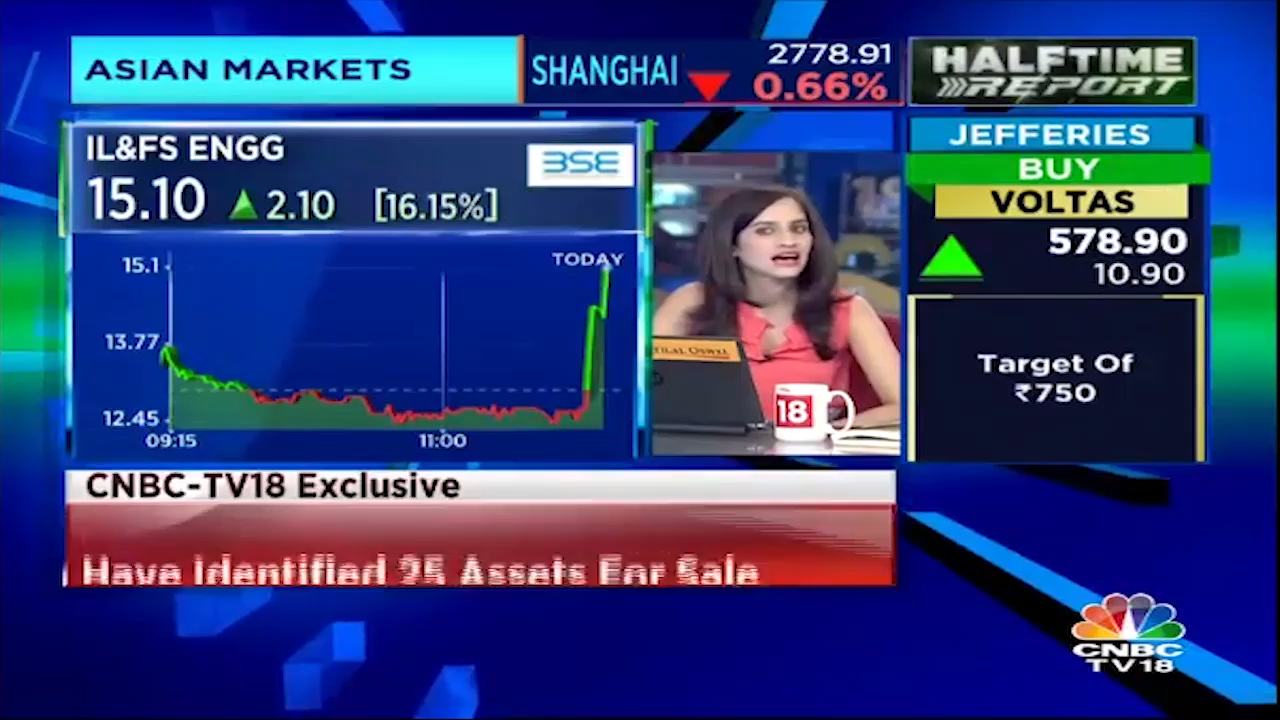 ASIAN MARKETS
SHANGHAI
2778.91
0.66%
HALFTIME
REPORT
IL&FS ENGG
BSE
15.10 2.10 [16.15%]
TODAY
15.1
13.77
12.45
09:15 11:00
18
JEFFERIES
BUY
VOLTAS
578.90
10.90
Target Of
₹750
CNBC-TV18 Exclusive
Have Identified 25 Assets For Sale
CNBC
TV18